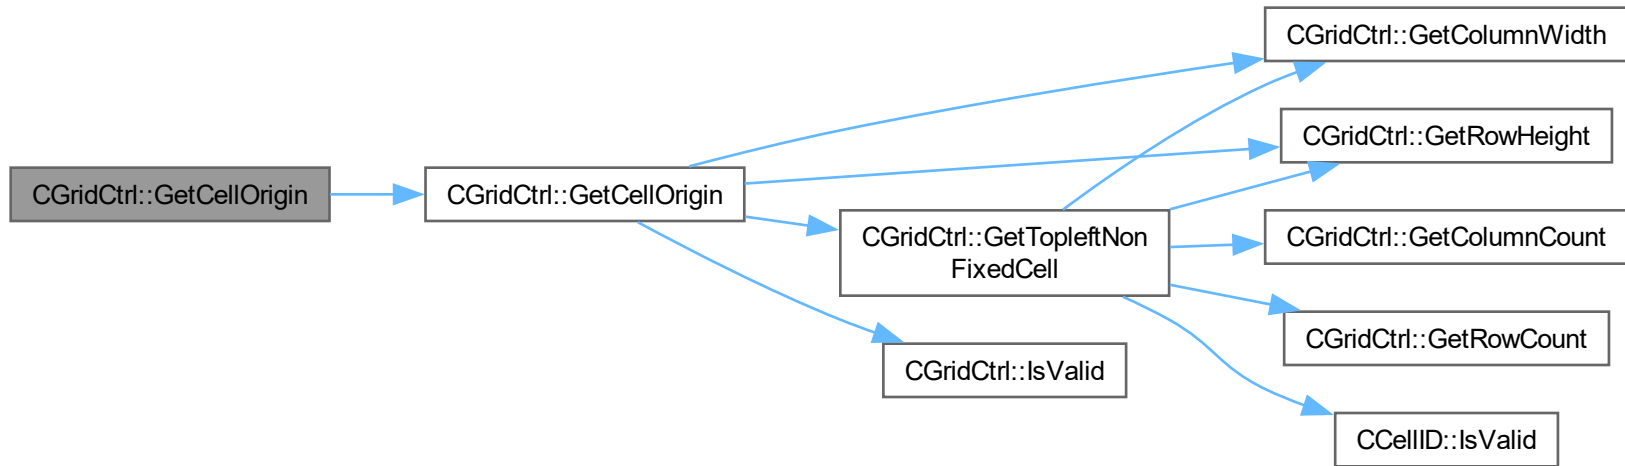 CGridCtrl::GetCellOrigin
CGridCtrl::GetCellOrigin
CGridCtrl::GetTopleftNon
FixedCell
CGridCtrl::IsValid
CGridCtrl::GetColumnWidth
CGridCtrl::GetRowHeight
CGridCtrl::GetColumnCount
CGridCtrl::GetRowCount
CCellID::IsValid